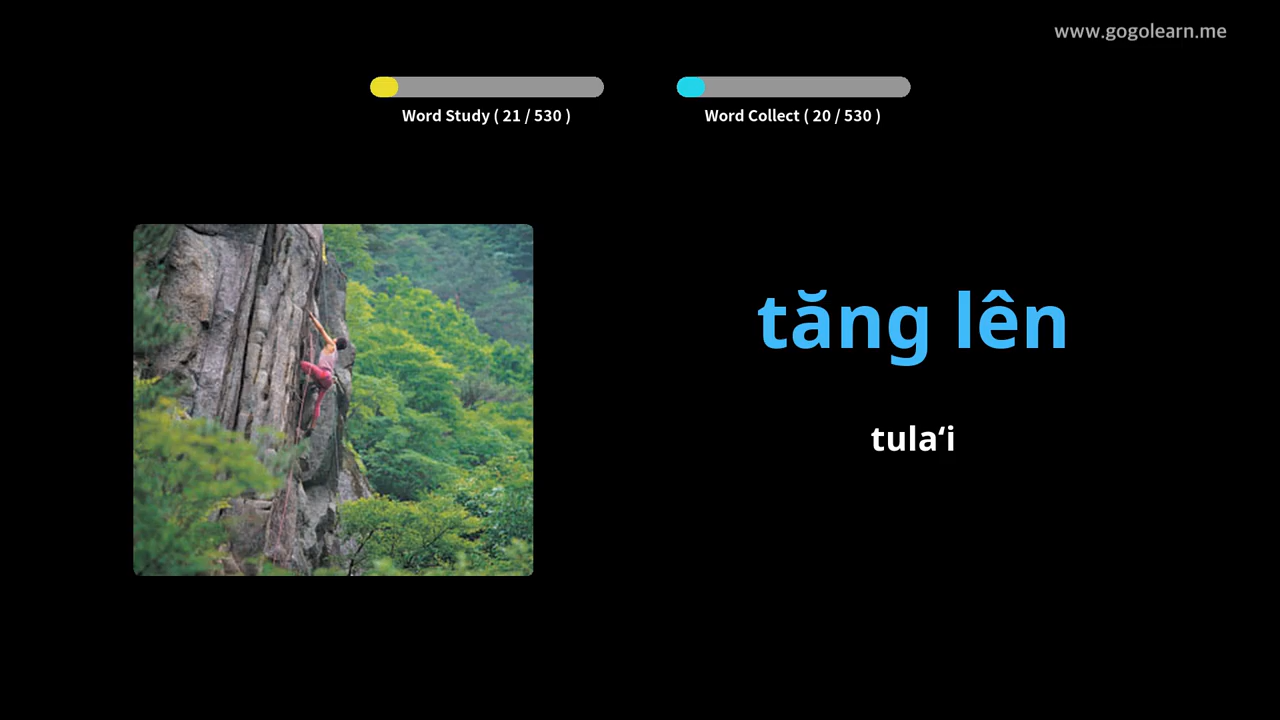 www.gogolearn.me
Word Study ( 21 / 530 )
Word Collect ( 20 / 530 )
tăng lên
tula‘i